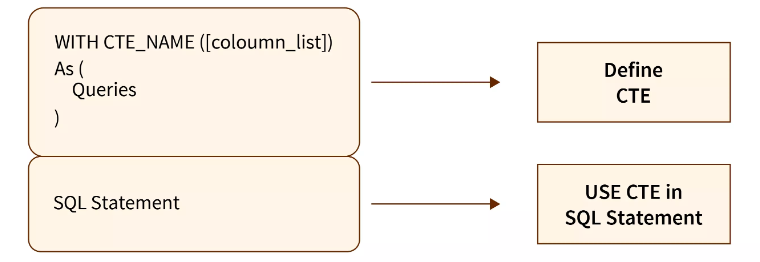 WITH CTE_NAME ([coloumn_list])
As (
Queries
)
Define
CTE
SQL Statement
USE CTE in
SQL Statement